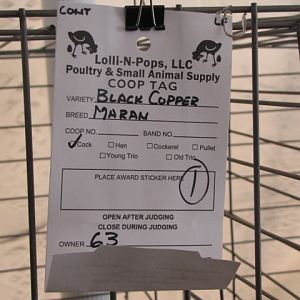 CONT
Lolli-N-Pops, LLC
Poultry & Small Animal Supply
COOP TAG
VARIETY: BLACK COPPER
BREED: MARAN
COOP NO. BAND NO.
✓Cock □Hen □Cockerel □Pullet
□Young Trio □Old Trio
PLACE AWARD STICKER HERE
1
OPEN AFTER JUDGING
CLOSE DURING JUDGING
OWNER 63